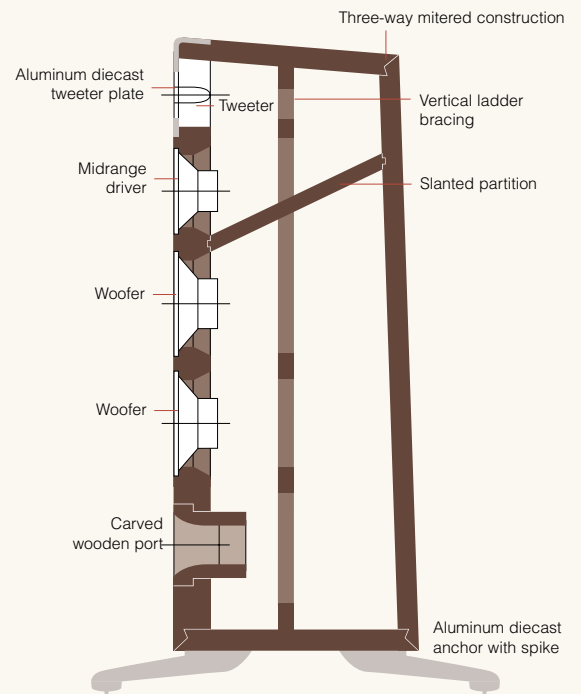 Three-way mitered construction
Aluminum diecast
tweeter plate
Tweeter
Vertical ladder
bracing
Midrange
driver
Slanted partition
Woofer
Woofer
Carved
wooden port
Aluminum diecast
anchor with spike